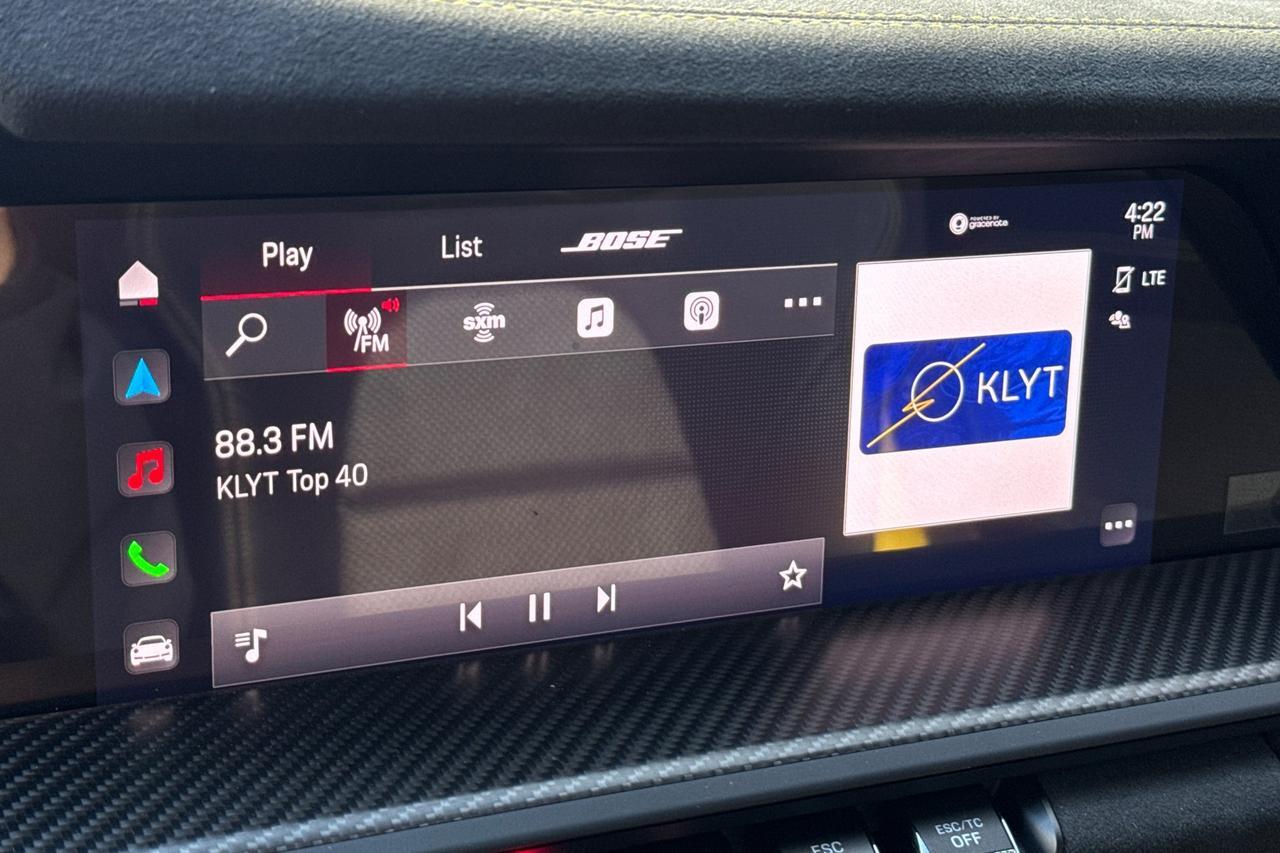 Play
List
BOSE
POWERED BY
gracenote
4:22
PM
LTE
FM
sxm
KLYT
88.3 FM
KLYT Top 40
ESC
ESC/TC
OFF